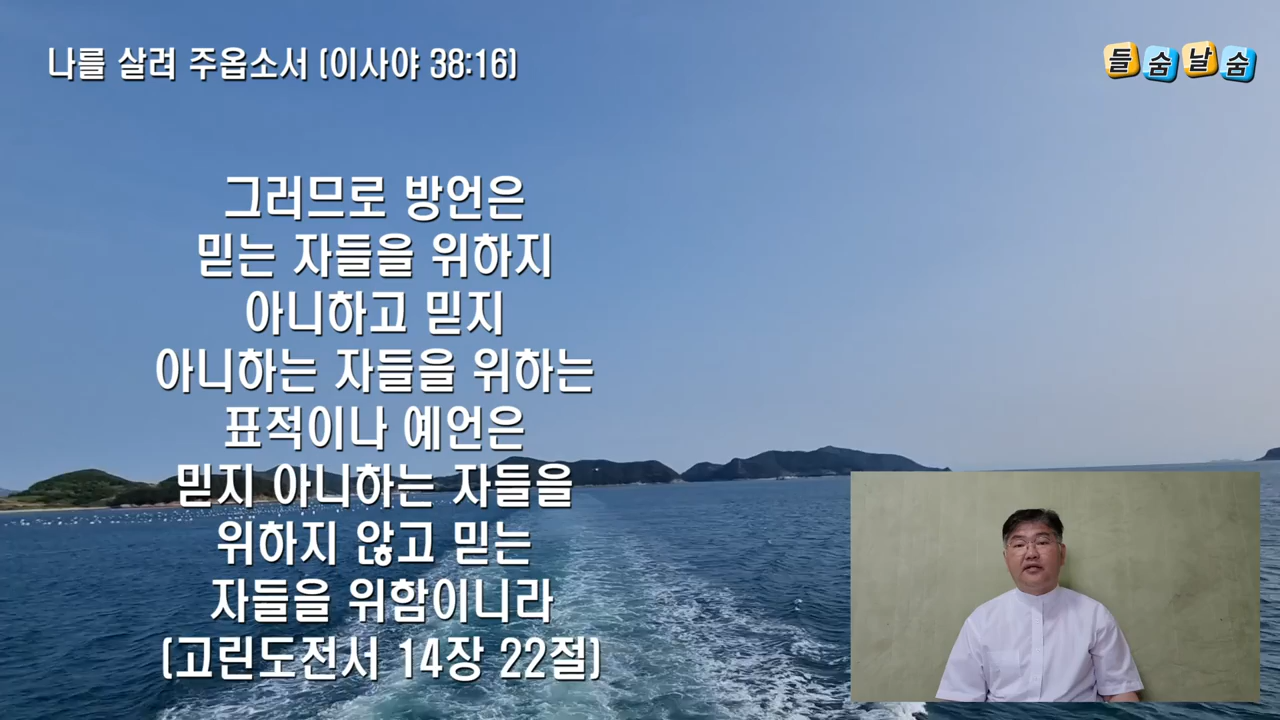 나를 살려 주옵소서 (이사야 38:16)
들숨날숨
그러므로 방언은
믿는 자들을 위하지
아니하고 믿지
아니하는 자들을 위하는
표적이나 예언은
믿지 아니하는 자들을
위하지 않고 믿는
자들을 위함이니라
(고린도전서 14장 22절)